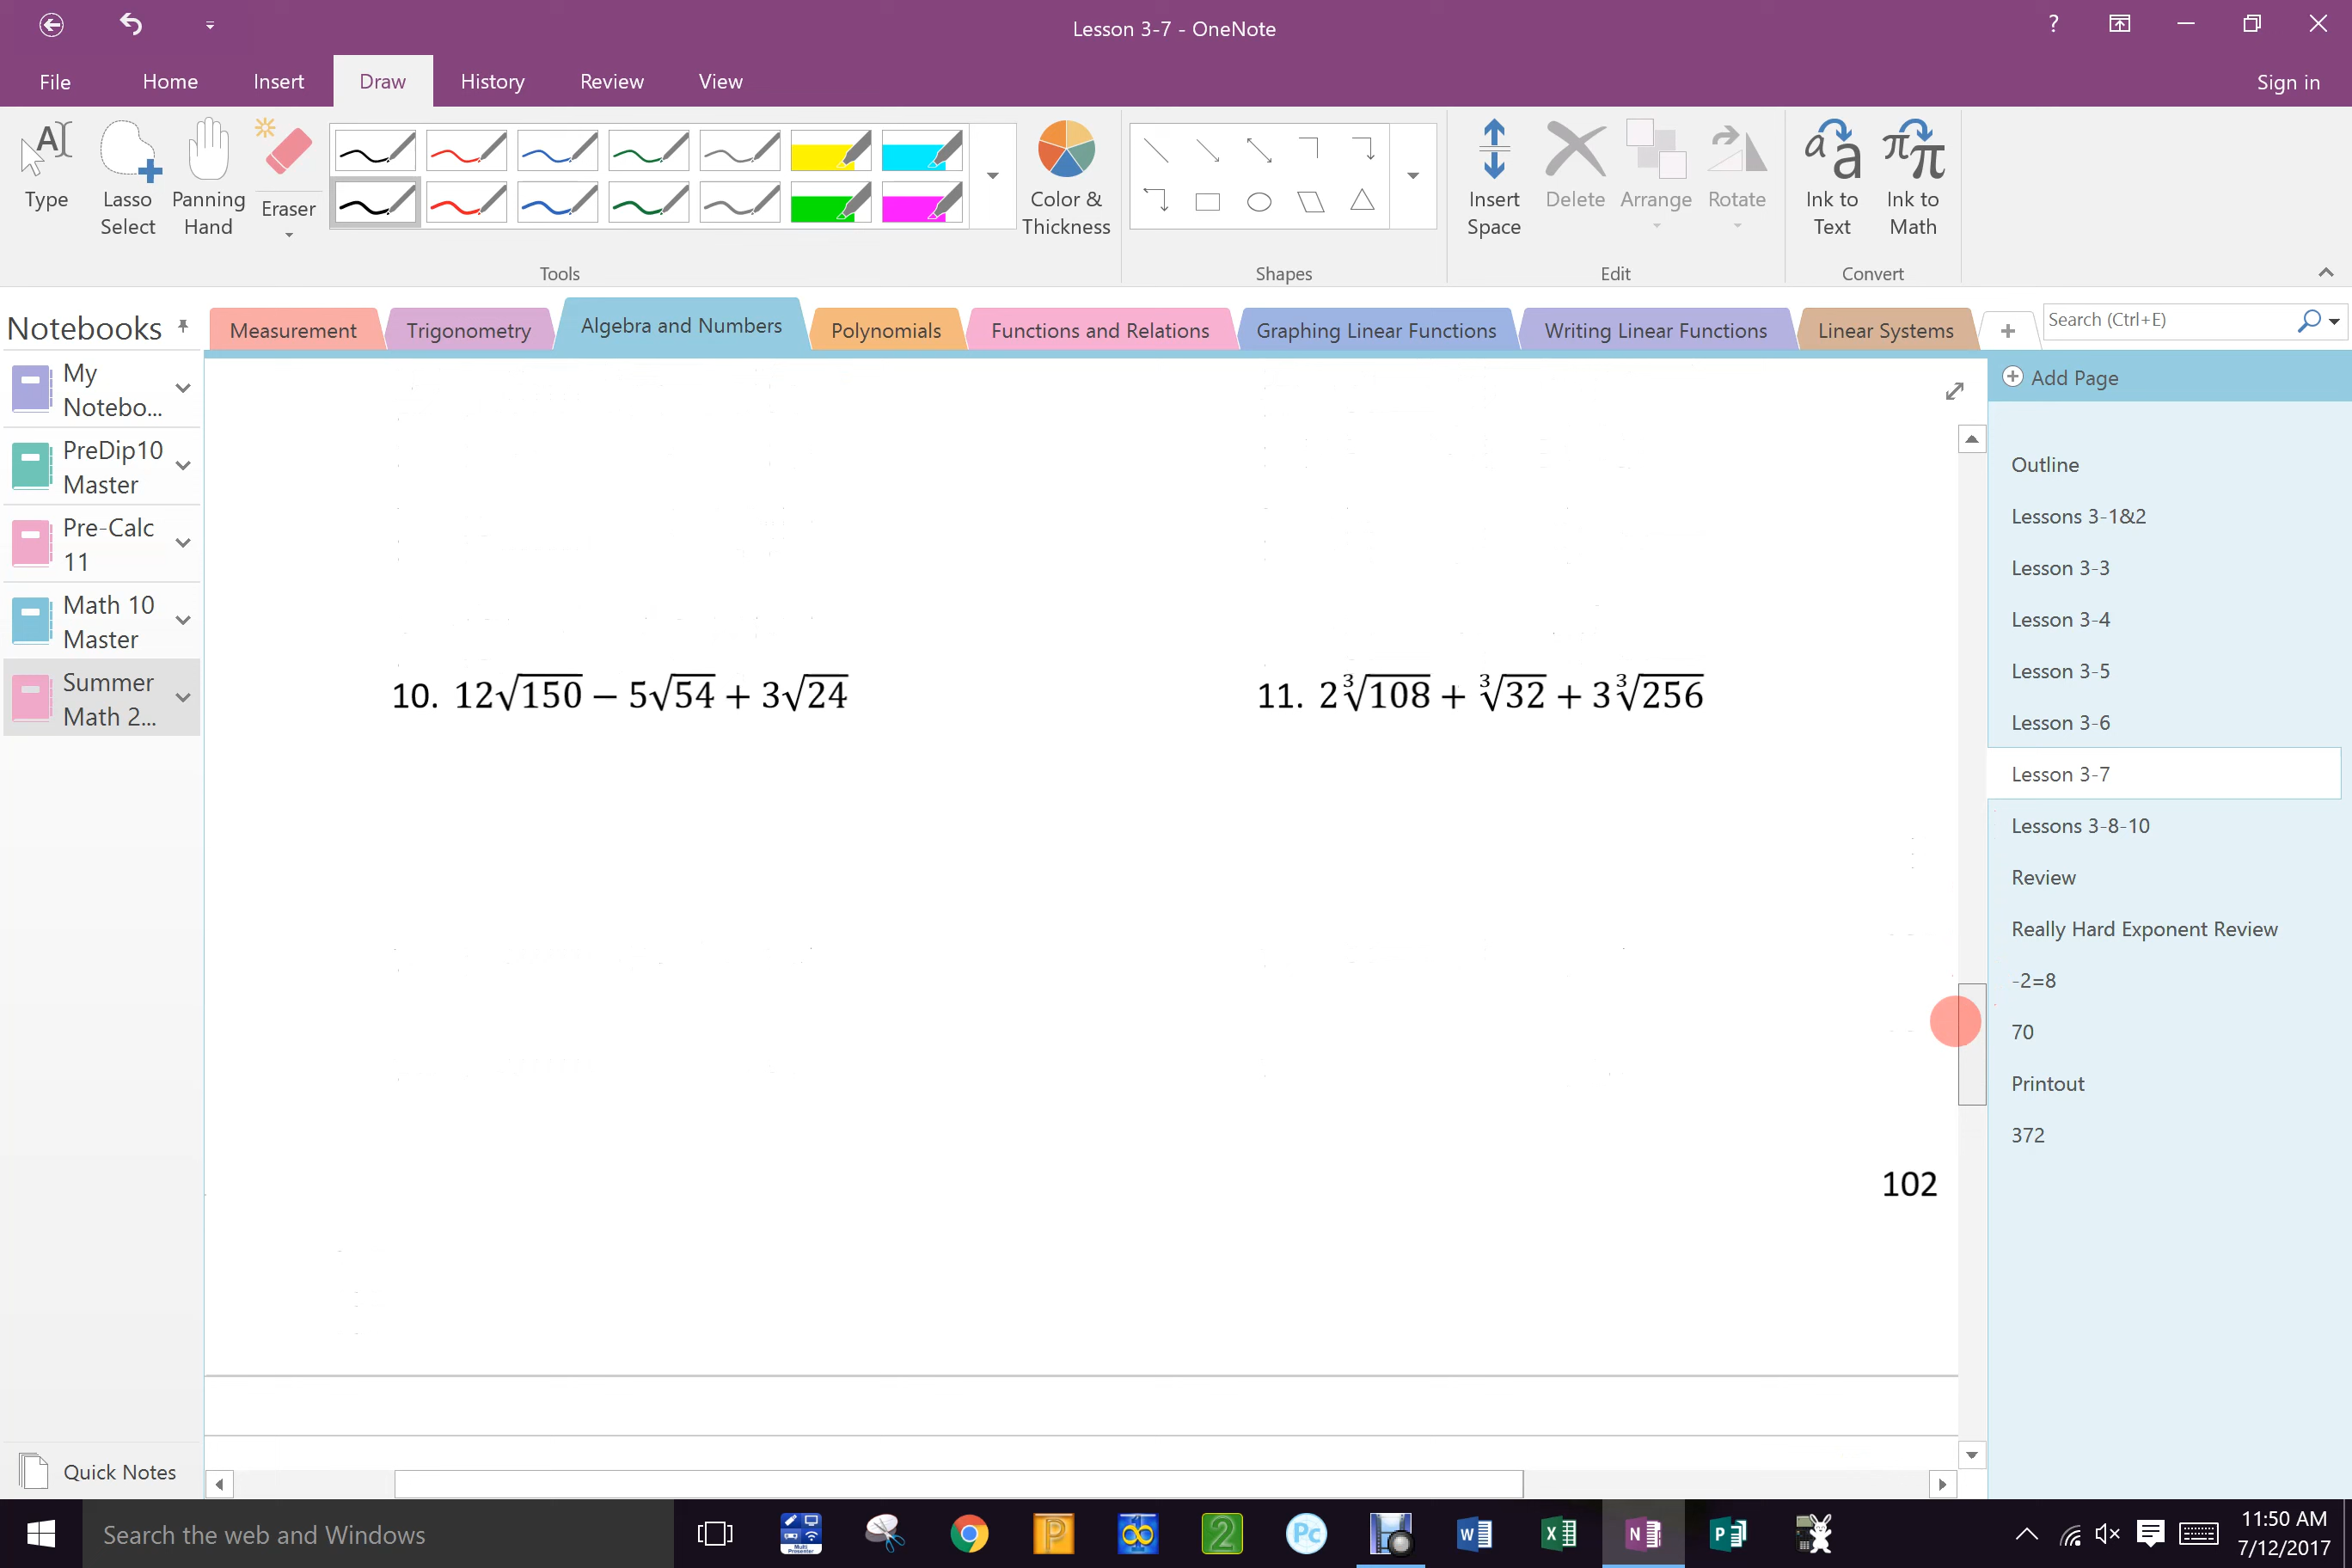 Lesson 3-7 - OneNote
?
File Home Insert Draw History Review View Sign in
Type
Lasso Select
Panning Hand
Eraser
Color & Thickness
Insert Space
Delete
Arrange
Rotate
Ink to Text
Ink to Math
Tools Shapes Edit Convert
Notebooks
Measurement Trigonometry Algebra and Numbers Polynomials Functions and Relations Graphing Linear Functions Writing Linear Functions Linear Systems +
Search (Ctrl+E)
My
Notebo...
PreDip10
Master
Pre-Calc
11
Math 10
Master
Summer
Math 2...
Quick Notes
10. 12√150 − 5√54 + 3√24
11. 2∛108 + ∛32 + 3∛256
102
Add Page
Outline
Lessons 3-1&2
Lesson 3-3
Lesson 3-4
Lesson 3-5
Lesson 3-6
Lesson 3-7
Lessons 3-8-10
Review
Really Hard Exponent Review
-2=8
70
Printout
372
Search the web and Windows
11:50 AM
7/12/2017